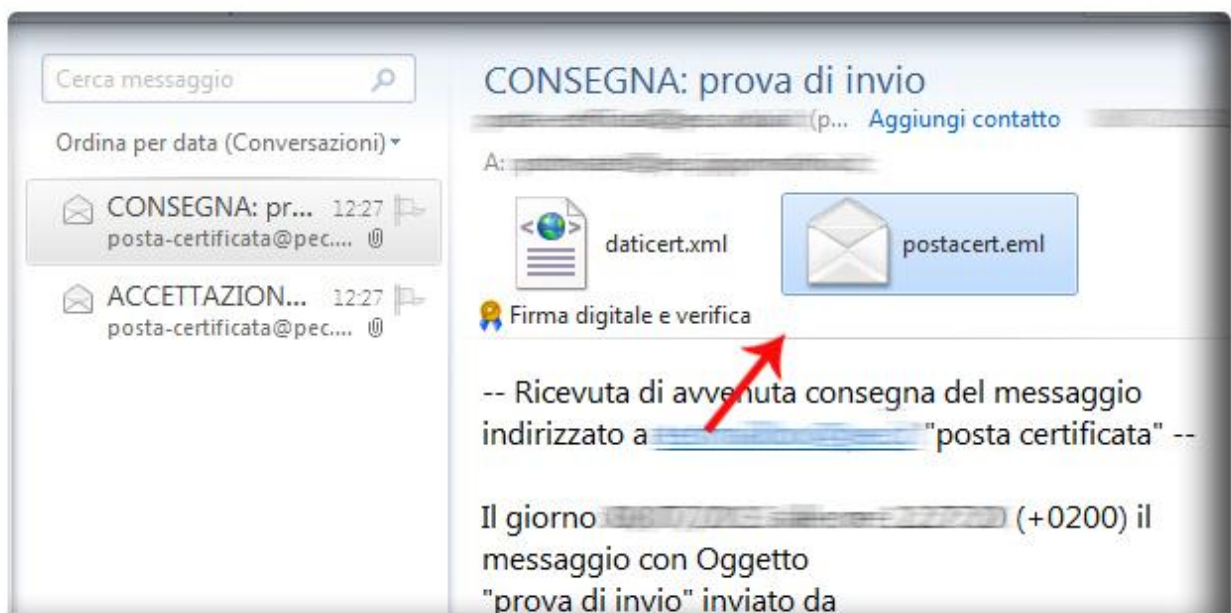 Cerca messaggio
Ordina per data (Conversazioni)
CONSEGNA: pr... 12:27
posta-certificata@pec....
ACCETTAZION... 12:27
posta-certificata@pec....
CONSEGNA: prova di invio
(p... Aggiungi contatto
A:
daticert.xml
postacert.eml
Firma digitale e verifica
-- Ricevuta di avvenuta consegna del messaggio
indirizzato a "posta certificata" --
Il giorno (+0200) il
messaggio con Oggetto
"prova di invio" inviato da